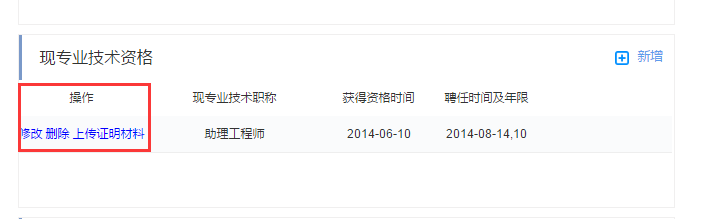 现专业技术资格 新增
操作 现专业技术职称 获得资格时间 聘任时间及年限
修改 删除 上传证明材料 助理工程师 2014-06-10 2014-08-14,10